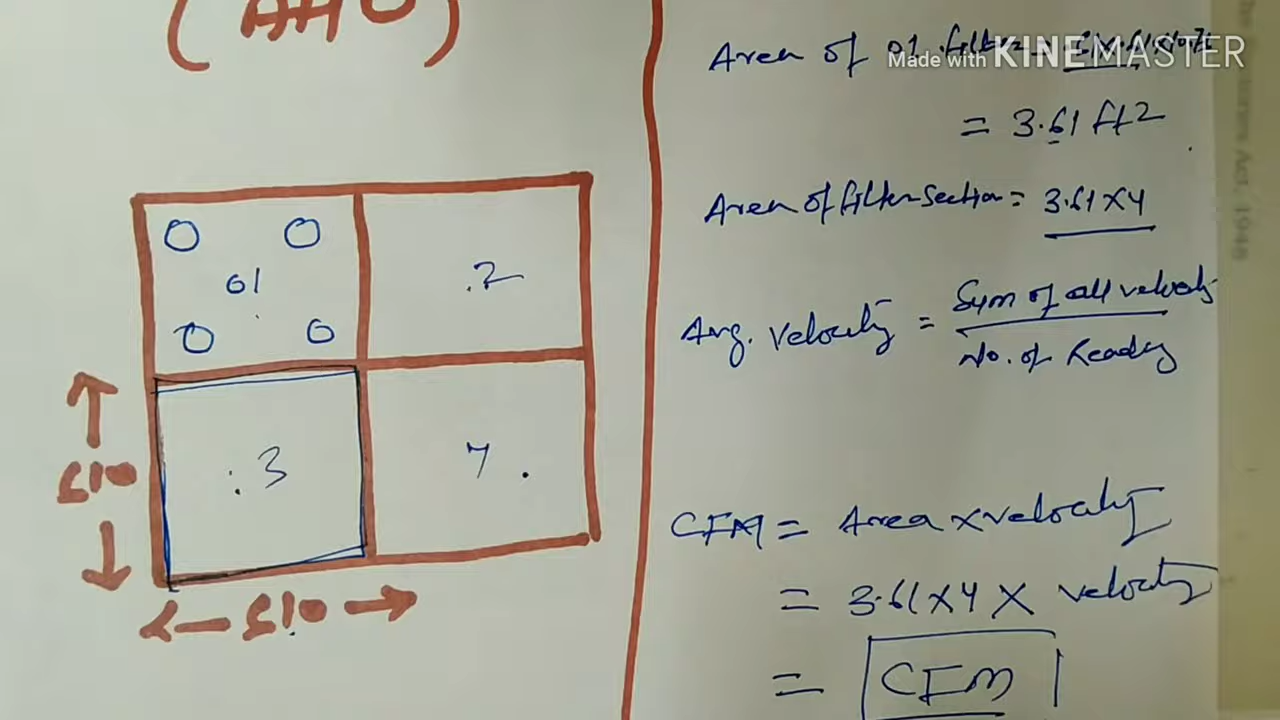 (AHU)
01
.2
:3
4.
610
610
Area of 01 filter =
= 3.61 ft2
Area of filter section = 3.61 X 4
Avg. velocity = Sum of all velocity
No. of Reading
CFM = Area X velocity
= 3.61 X 4 X velocity
= CFM
Made with KINEMASTER
Act, 1948